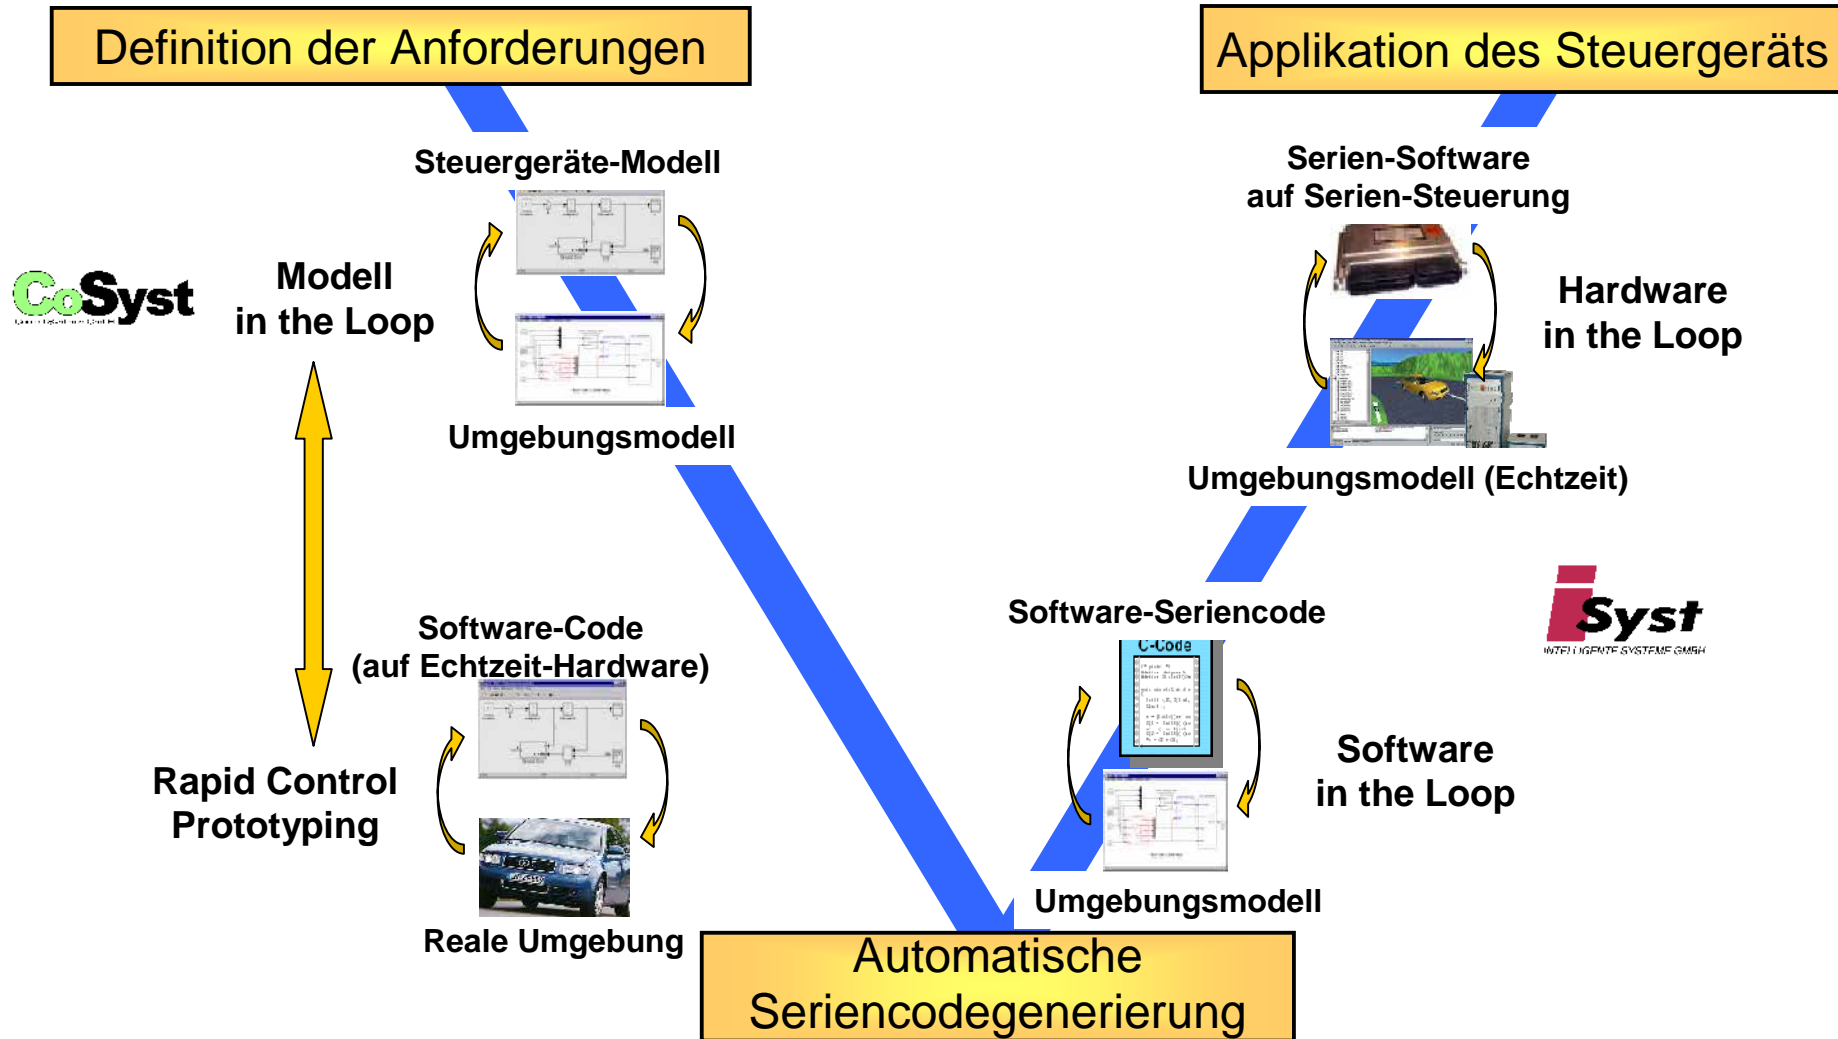 Definition der Anforderungen
Applikation des Steuergeräts
Steuergeräte-Modell
Serien-Software
auf Serien-Steuerung
CoSyst
Modell
in the Loop
Hardware
in the Loop
Umgebungsmodell
Umgebungsmodell (Echtzeit)
Software-Code
(auf Echtzeit-Hardware)
Software-Seriencode
C-Code
iSyst
INTELLIGENTE SYSTEME GMBH
Rapid Control
Prototyping
Software
in the Loop
Reale Umgebung
Umgebungsmodell
Automatische
Seriencodegenerierung